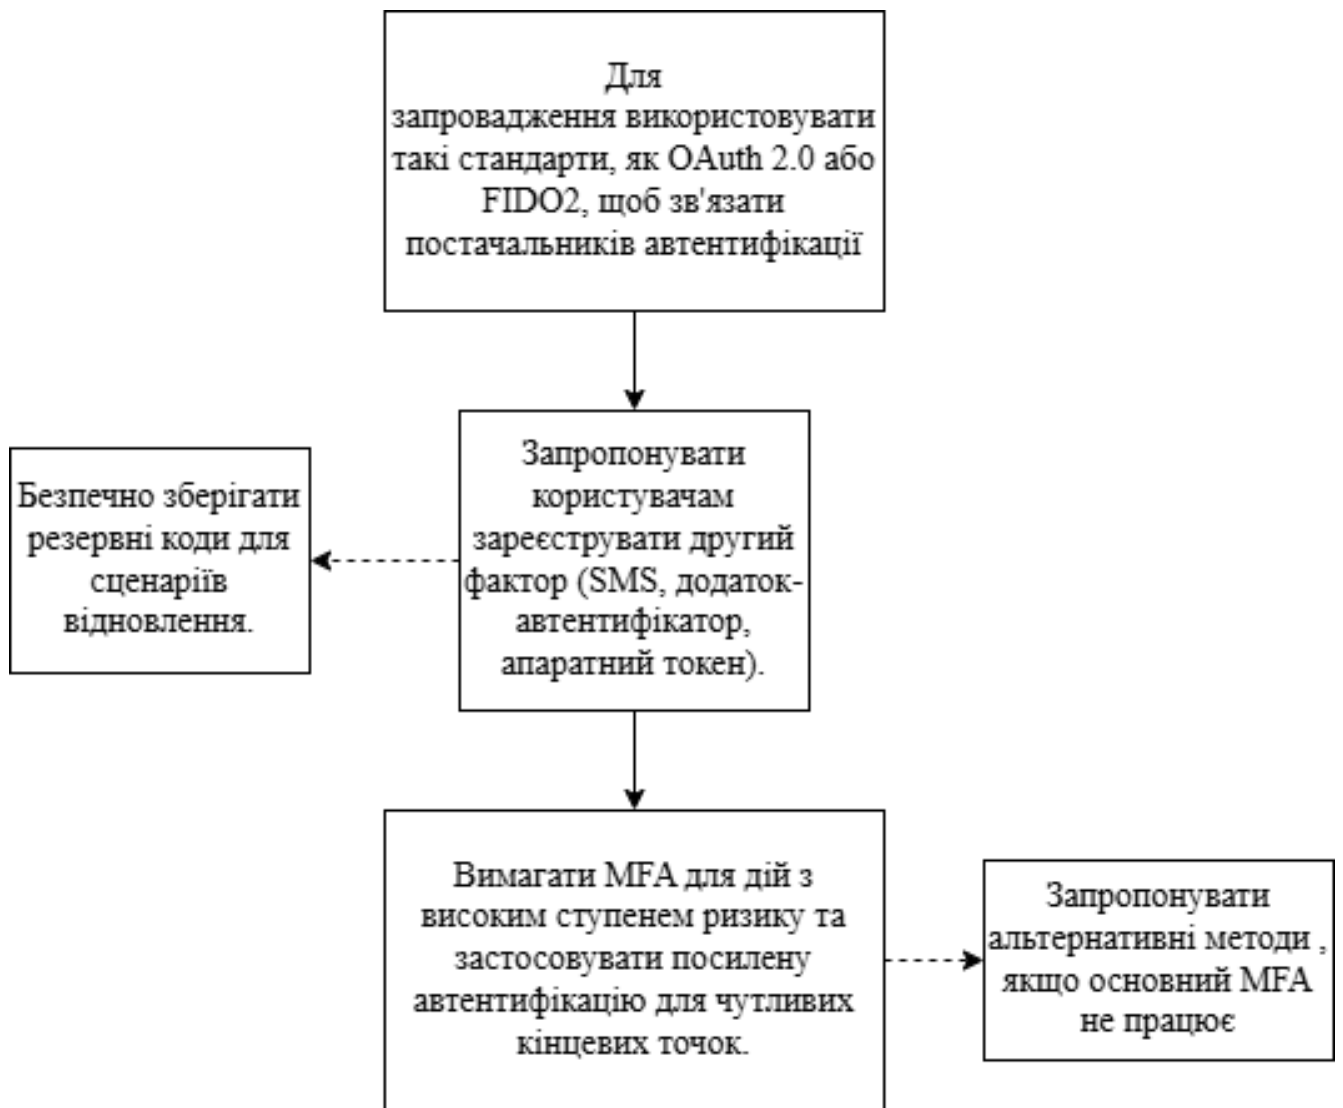 Для
запровадження використовувати
такі стандарти, як OAuth 2.0 або
FIDO2, щоб зв'язати
постачальників автентифікації
Запропонувати
користувачам
зареєструвати другий
фактор (SMS, додаток-
автентифікатор,
апаратний токен).
Безпечно зберігати
резервні коди для
сценаріїв
відновлення.
Вимагати MFA для дій з
високим ступенем ризику та
застосовувати посилену
автентифікацію для чутливих
кінцевих точок.
Запропонувати
альтернативні методи ,
якщо основний MFA
не працює